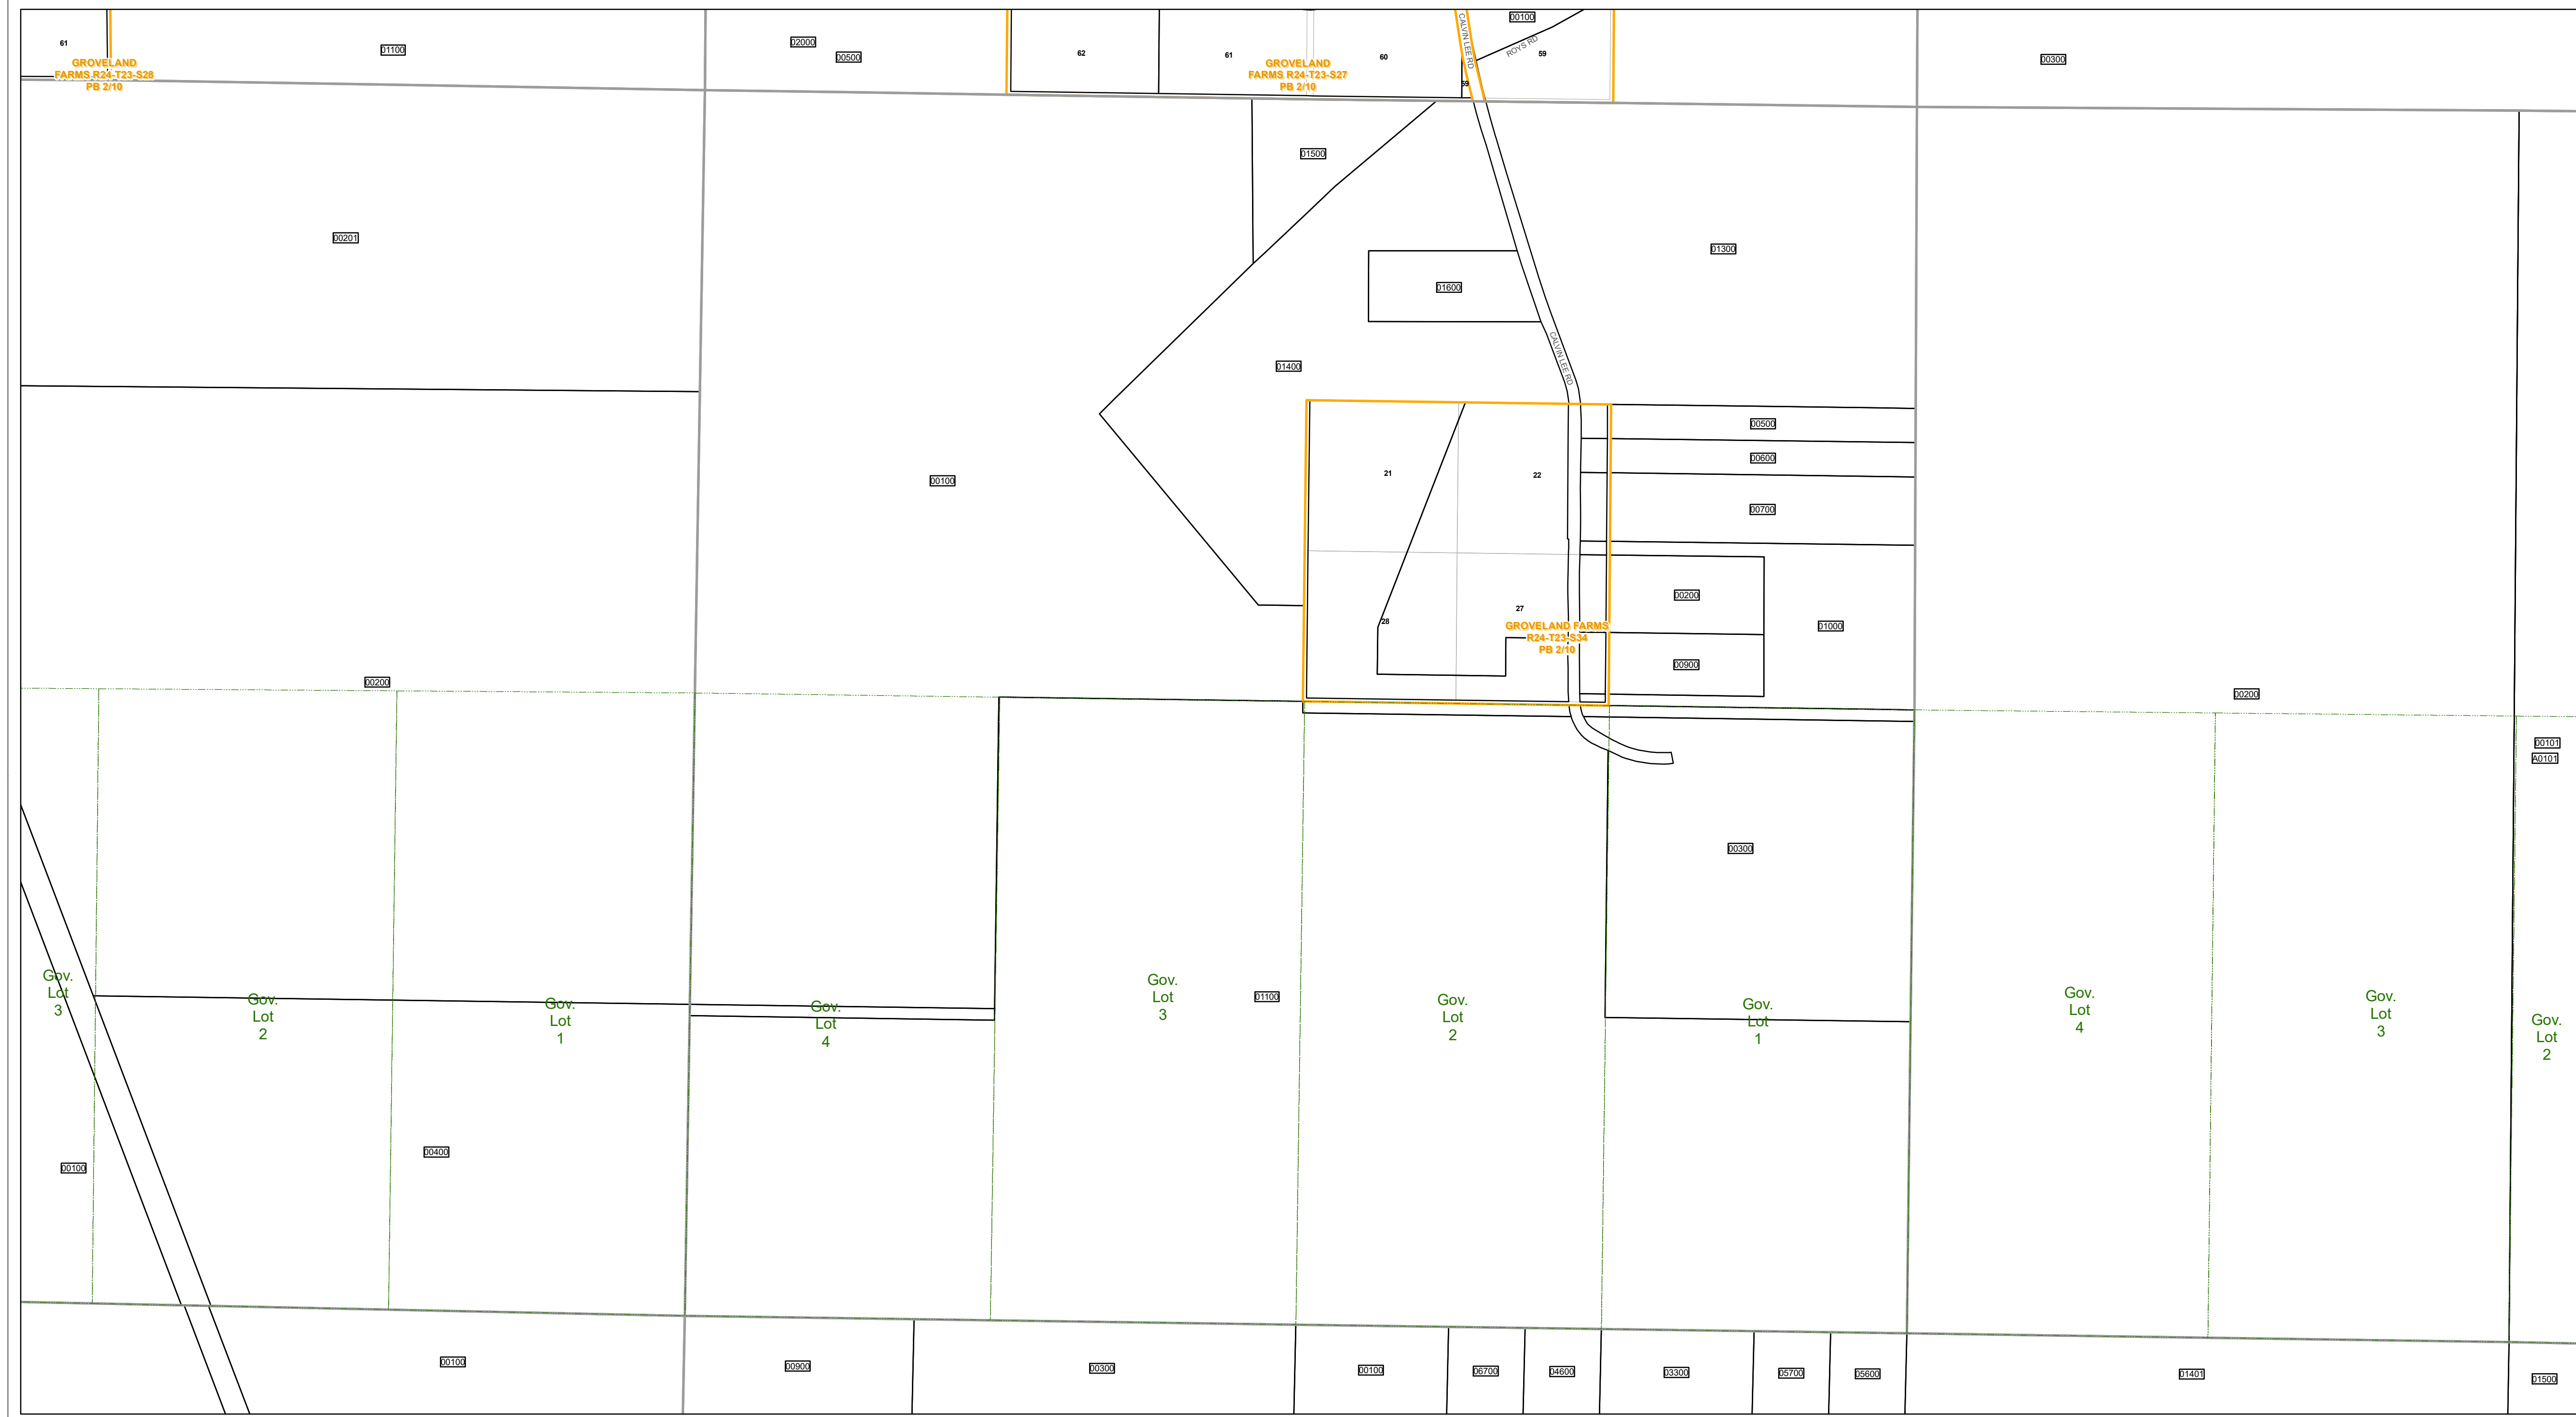 61
GROVELAND
FARMS R24-T23-S28
PB 2/10
01100
02000
00500
62
61
GROVELAND
FARMS R24-T23-S27
PB 2/10
60
CALVIN LEE RD
00100
ROYS RD
59
59
00300
01500
00201
01300
01600
CALVIN LEE RD
01400
00500
00600
21
22
00100
00700
00200
27
28
GROVELAND FARMS
R24-T23-S34
PB 2/10
01000
00900
00200
00200
00101
A0101
00300
Gov.
Lot
3
Gov.
Lot
2
Gov.
Lot
1
Gov.
Lot
4
Gov.
Lot
3
01100
Gov.
Lot
2
Gov.
Lot
1
Gov.
Lot
4
Gov.
Lot
3
Gov.
Lot
2
00400
00100
00100
00900
00300
00100
06700
04600
03300
05700
05600
01401
01500